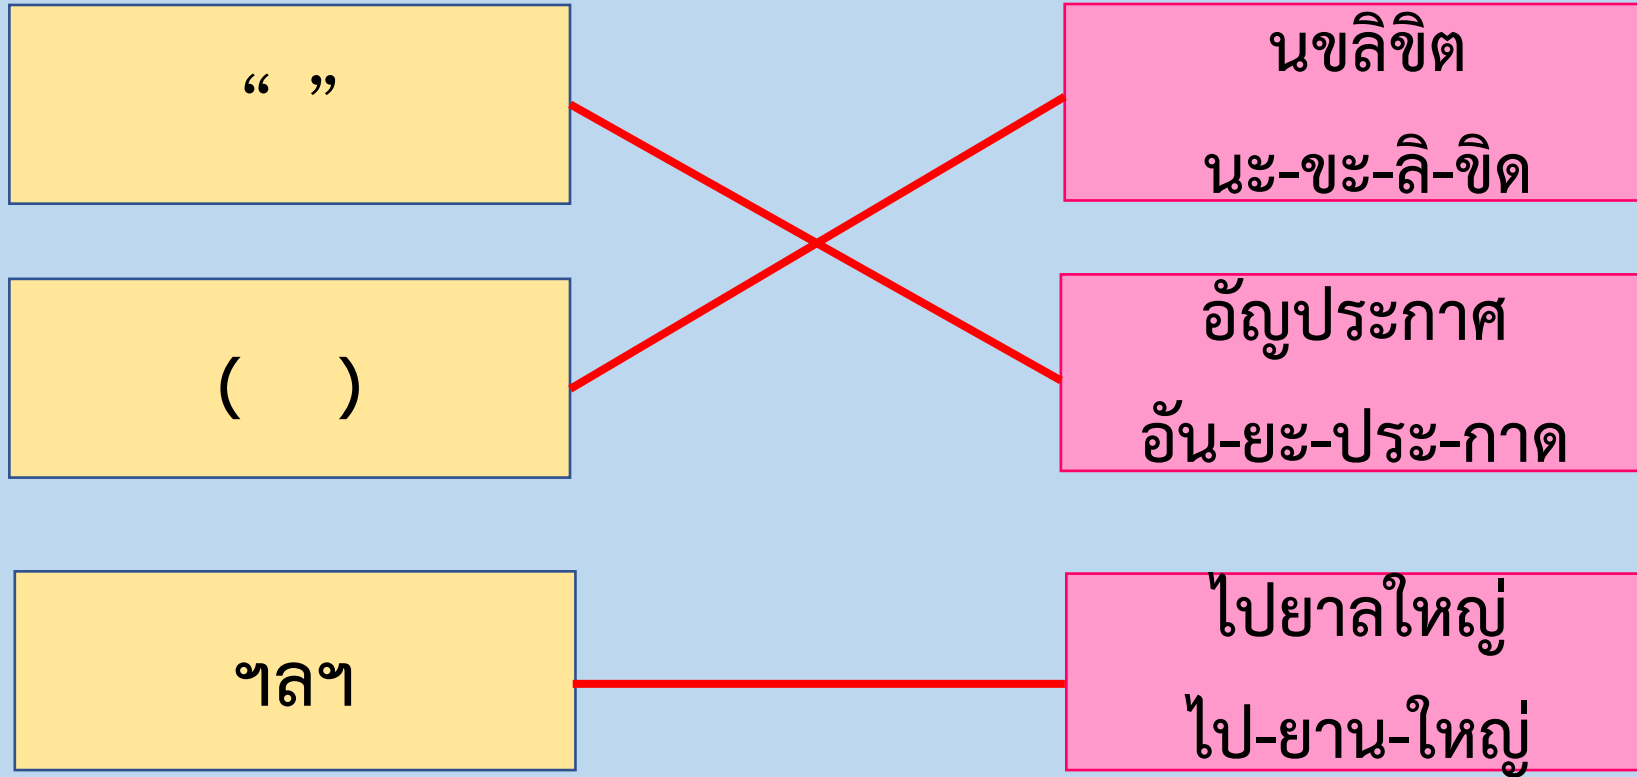 “ ”
นขลิขิต
นะ-ขะ-ลิ-ขิด
( )
อัญประกาศ
อัน-ยะ-ประ-กาด
ฯลฯ
ไปยาลใหญ่
ไป-ยาน-ใหญ่